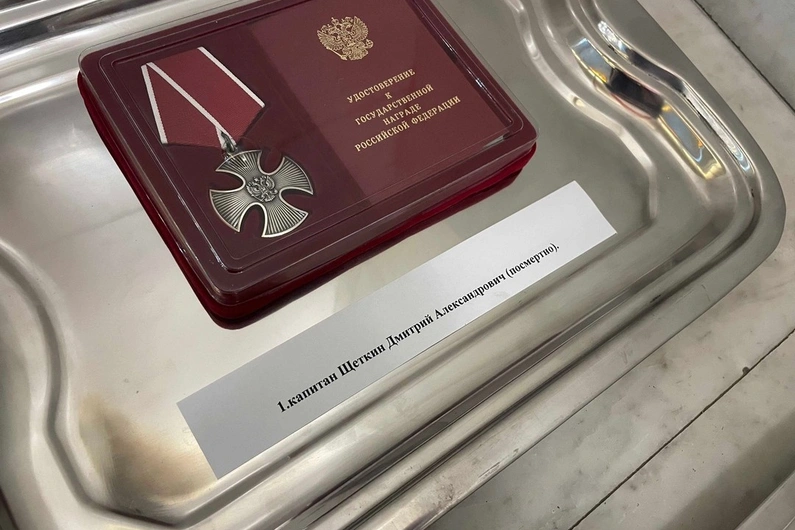 УДОСТОВЕРЕНИЕ
К
ГОСУДАРСТВЕННОЙ
НАГРАДЕ
РОССИЙСКОЙ ФЕДЕРАЦИИ
1.капитан Щеткин Дмитрий Александрович (посмертно).